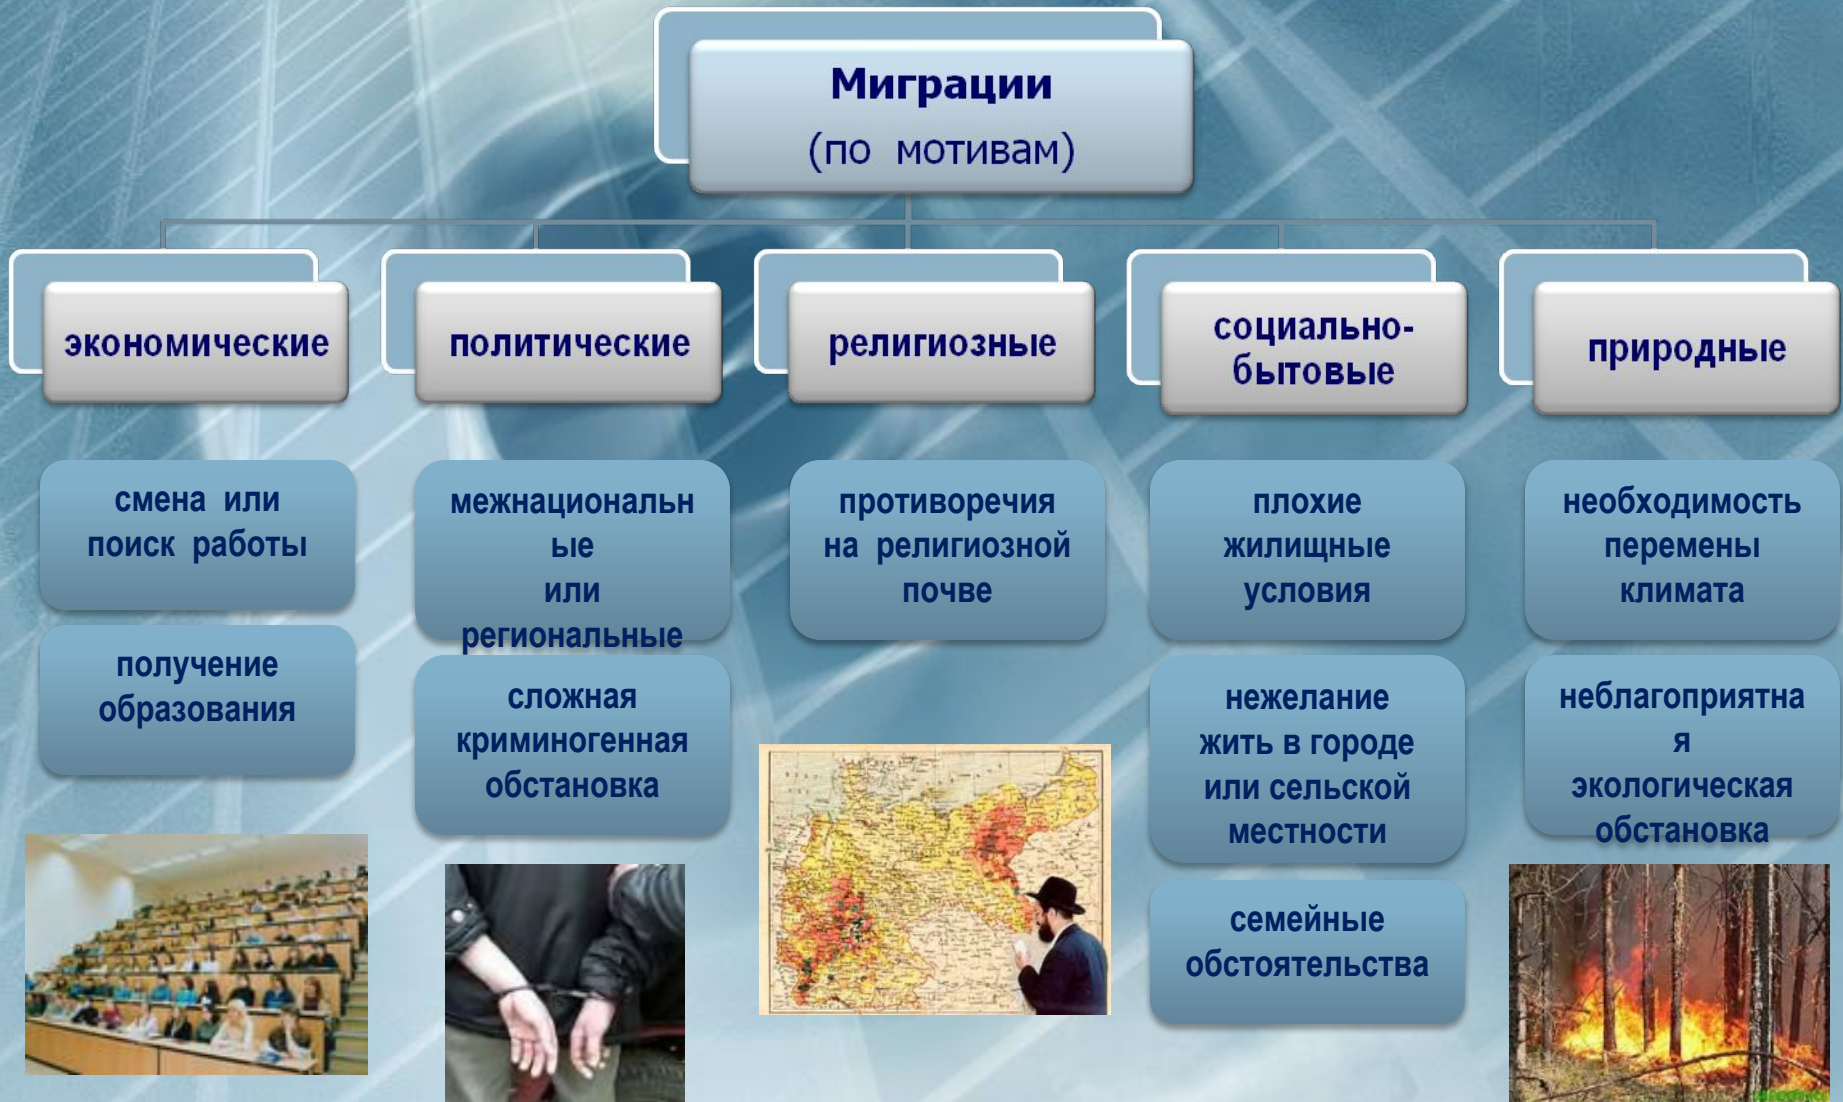 Миграции
(по мотивам)
экономические
политические
религиозные
социально-
бытовые
природные
смена или
поиск работы
получение
образования
межнациональн
ые
или
региональные
сложная
криминогенная
обстановка
противоречия
на религиозной
почве
плохие
жилищные
условия
нежелание
жить в городе
или сельской
местности
семейные
обстоятельства
необходимость
перемены
климата
неблагоприятна
я
экологическая
обстановка